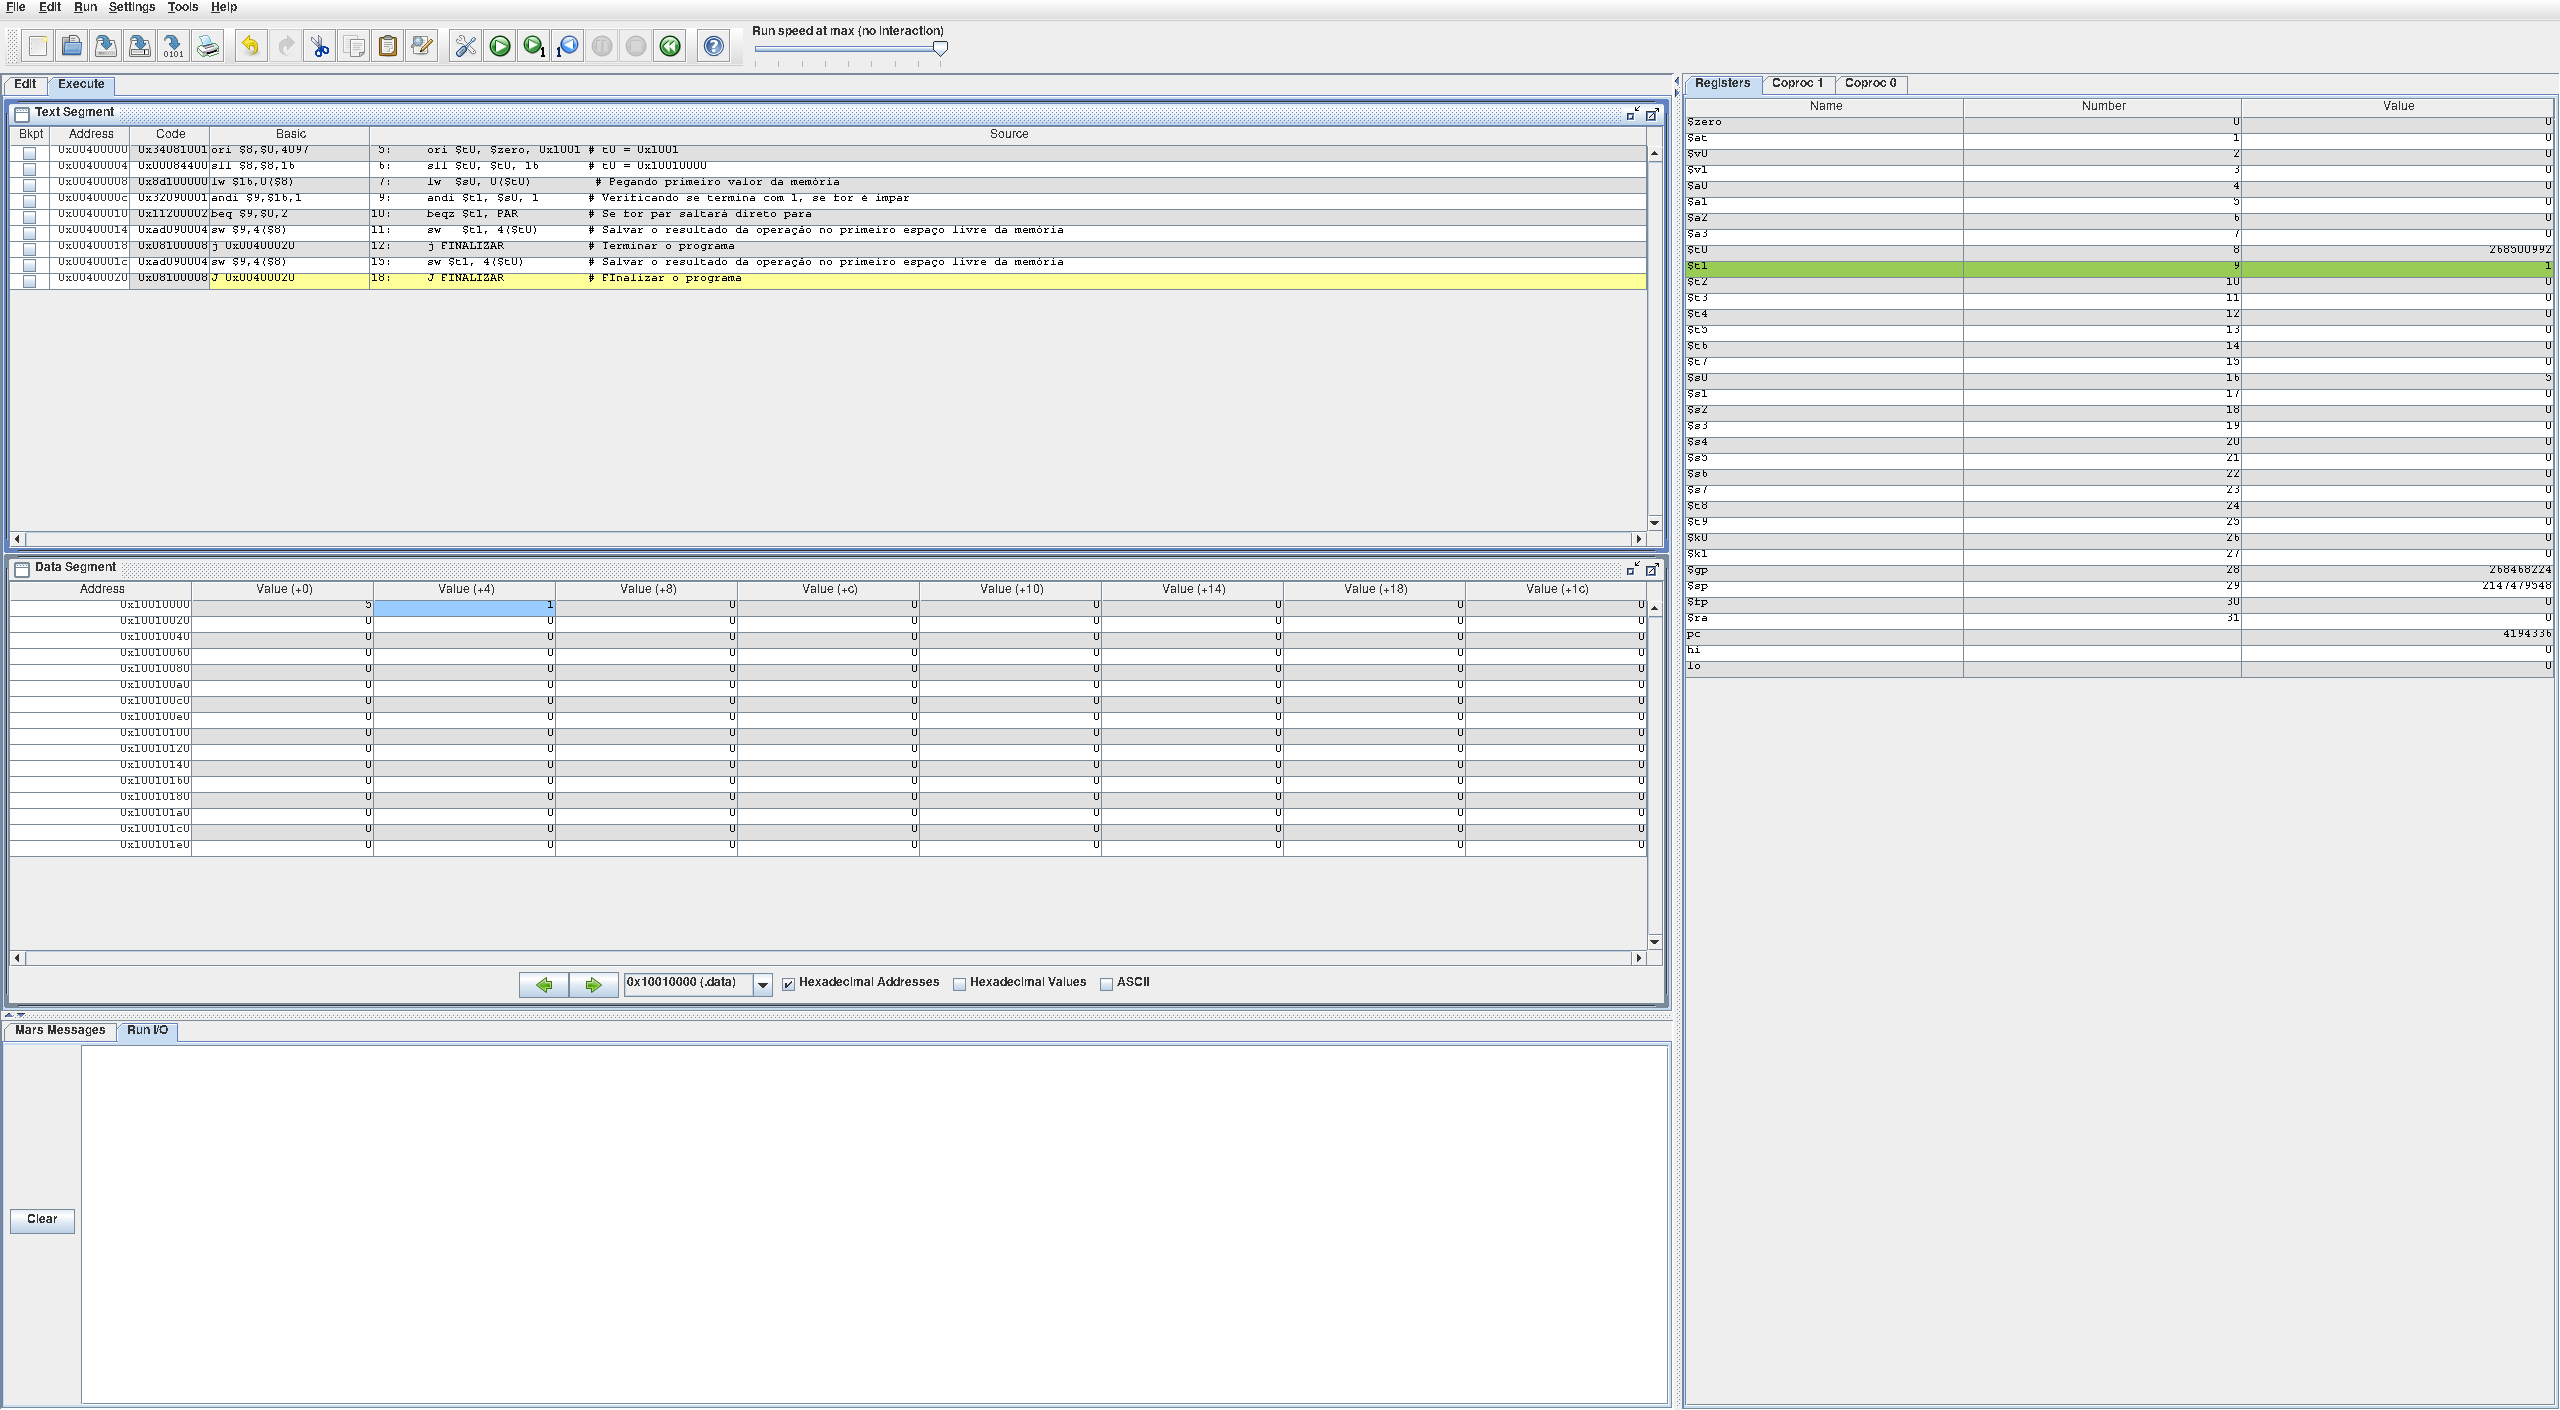 File Edit Run Settings Tools Help
Run speed at max (no interaction)
Edit Execute
Text Segment
Bkpt Address Code Basic Source
0x00400000 0x34081001 ori $8,$0,4097 5: ori $t0, $zero, 0x1001 # t0 = 0x1001
0x00400004 0x00084400 sll $8,$8,16 6: sll $t0, $t0, 16 # t0 = 0x10010000
0x00400008 0x8d100000 lw $16,0($8) 7: lw $s0, 0($t0) # Pegando primeiro valor da memória
0x0040000c 0x32090001 andi $9,$16,1 9: andi $t1, $s0, 1 # Verificando se termina com 1, se for é impar
0x00400010 0x11200002 beq $9,$0,2 10: beqz $t1, PAR # Se for par saltará direto para
0x00400014 0xad090004 sw $9,4($8) 11: sw $t1, 4($t0) # Salvar o resultado da operação no primeiro espaço livre da memória
0x00400018 0x08100008 j 0x00400020 12: j FINALIZAR # Terminar o programa
0x0040001c 0xad090004 sw $9,4($8) 15: sw $t1, 4($t0) # Salvar o resultado da operação no primeiro espaço livre da memória
0x00400020 0x08100008 J 0x00400020 18: J FINALIZAR # FInalizar o programa
Data Segment
Address Value (+0) Value (+4) Value (+8) Value (+c) Value (+10) Value (+14) Value (+18) Value (+1c)
0x10010000 5 1 0 0 0 0 0 0
0x10010020 0 0 0 0 0 0 0 0
0x10010040 0 0 0 0 0 0 0 0
0x10010060 0 0 0 0 0 0 0 0
0x10010080 0 0 0 0 0 0 0 0
0x100100a0 0 0 0 0 0 0 0 0
0x100100c0 0 0 0 0 0 0 0 0
0x100100e0 0 0 0 0 0 0 0 0
0x10010100 0 0 0 0 0 0 0 0
0x10010120 0 0 0 0 0 0 0 0
0x10010140 0 0 0 0 0 0 0 0
0x10010160 0 0 0 0 0 0 0 0
0x10010180 0 0 0 0 0 0 0 0
0x100101a0 0 0 0 0 0 0 0 0
0x100101c0 0 0 0 0 0 0 0 0
0x100101e0 0 0 0 0 0 0 0 0
0x10010000 (.data) Hexadecimal Addresses Hexadecimal Values ASCII
Mars Messages Run I/O
Clear
Registers Coproc 1 Coproc 0
Name Number Value
$zero 0 0
$at 1 0
$v0 2 0
$v1 3 0
$a0 4 0
$a1 5 0
$a2 6 0
$a3 7 0
$t0 8 268500992
$t1 9 1
$t2 10 0
$t3 11 0
$t4 12 0
$t5 13 0
$t6 14 0
$t7 15 0
$s0 16 5
$s1 17 0
$s2 18 0
$s3 19 0
$s4 20 0
$s5 21 0
$s6 22 0
$s7 23 0
$t8 24 0
$t9 25 0
$k0 26 0
$k1 27 0
$gp 28 268468224
$sp 29 2147479548
$fp 30 0
$ra 31 0
pc 4194336
hi 0
lo 0